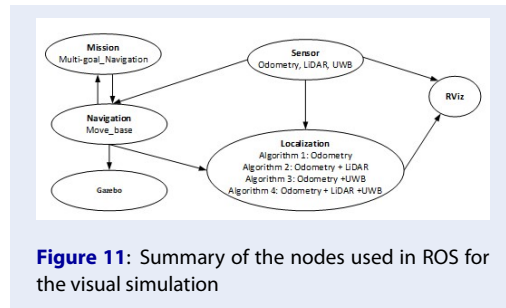 Mission
Multi-goal_Navigation
Sensor
Odometry, LiDAR, UWB
RViz
Navigation
Move_base
Localization
Algorithm 1: Odometry
Algorithm 2: Odometry + LiDAR
Algorithm 3: Odometry +UWB
Algorithm 4: Odometry + LiDAR +UWB
Gazebo
Figure 11: Summary of the nodes used in ROS for
the visual simulation